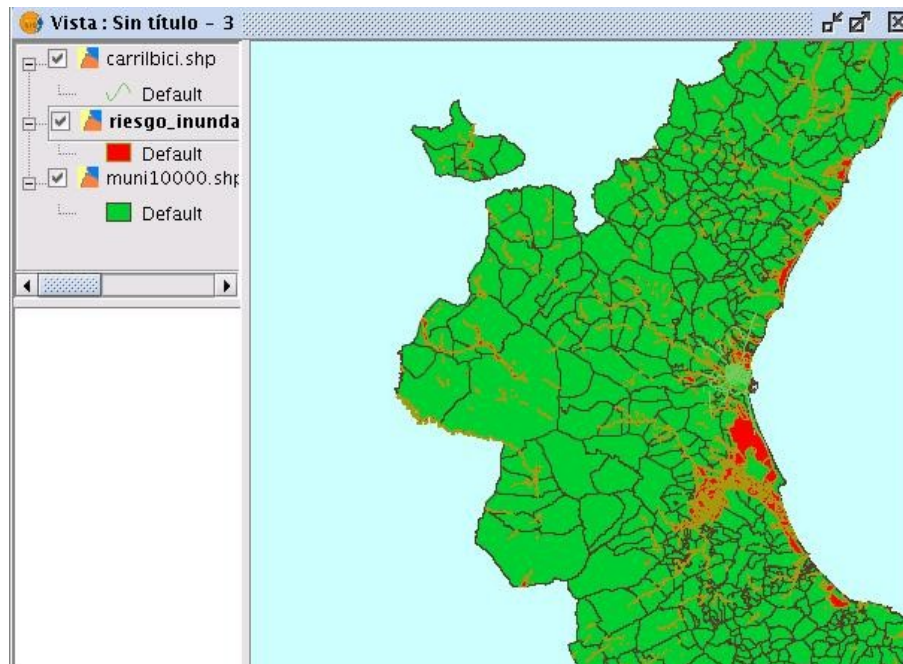 Vista : Sin título - 3
carrilbici.shp
Default
riesgo_inunda
Default
muni10000.shp
Default